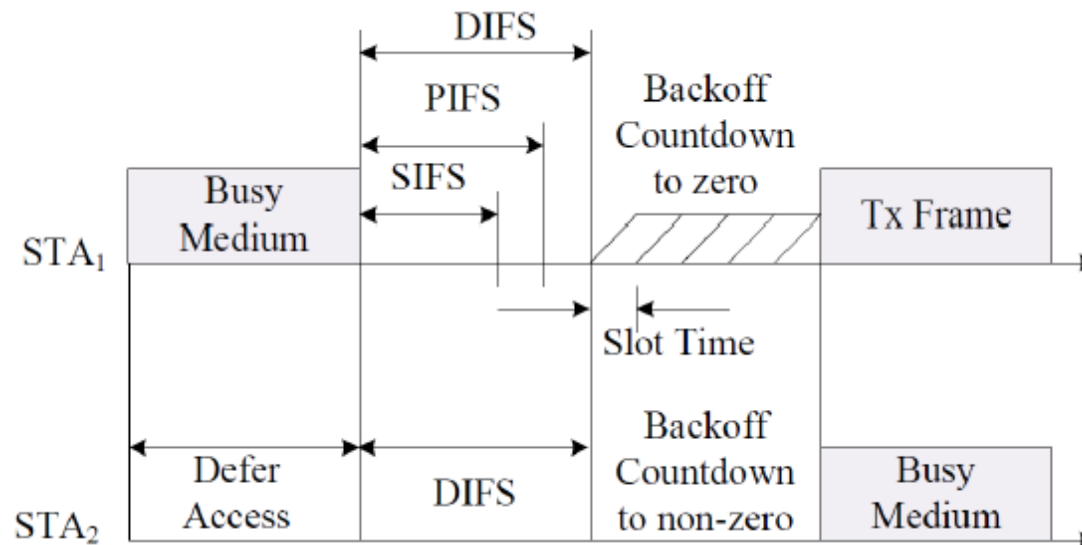 DIFS
PIFS
SIFS
Backoff
Countdown
to zero
Busy
Medium
Tx Frame
STA₁
Slot Time
Defer
Access
DIFS
Backoff
Countdown
to non-zero
Busy
Medium
STA₂